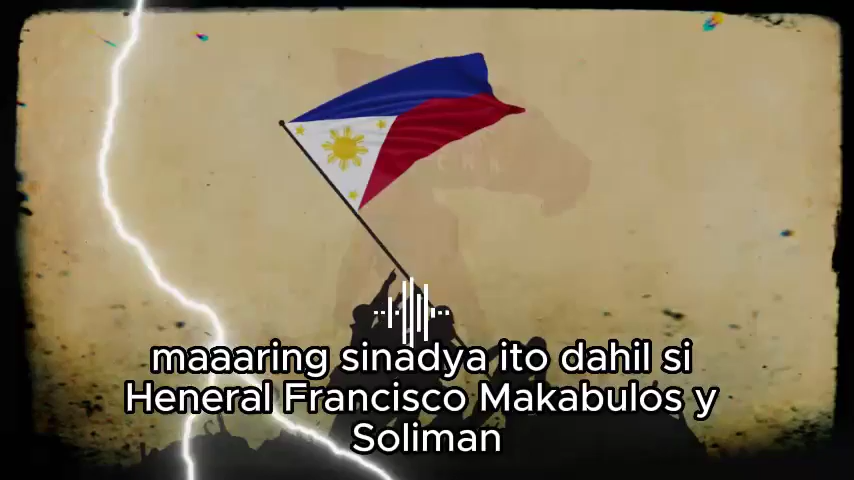 maaaring sinadya ito dahil si
Heneral Francisco Makabulos y
Soliman